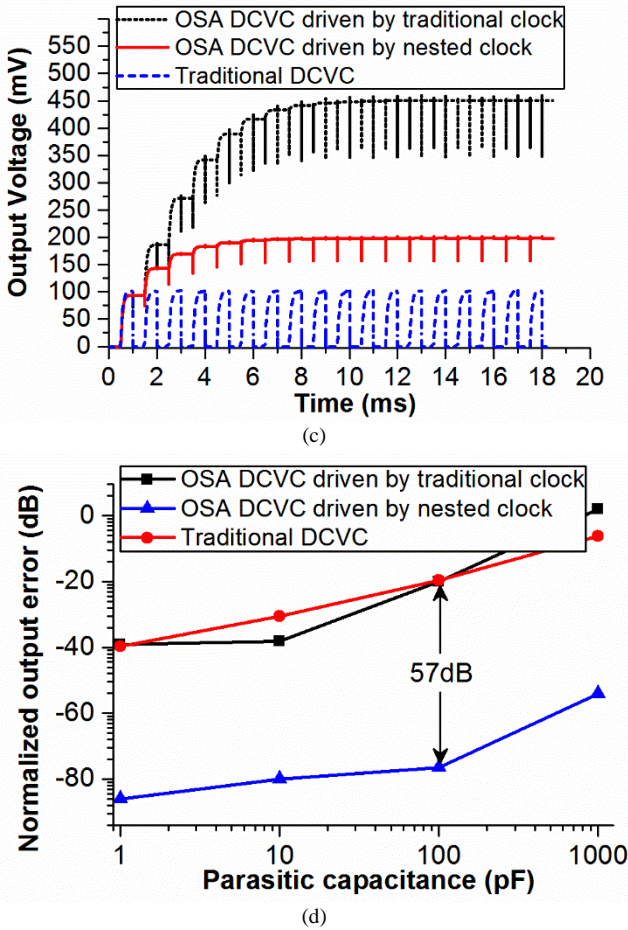 OSA DCVC driven by traditional clock
OSA DCVC driven by nested clock
Traditional DCVC
Output Voltage (mV)
550
500
450
400
350
300
250
200
150
100
50
0
0 2 4 6 8 10 12 14 16 18 20
Time (ms)
(c)
OSA DCVC driven by traditional clock
OSA DCVC driven by nested clock
Traditional DCVC
Normalized output error (dB)
0
-20
-40
-60
-80
57dB
1 10 100 1000
Parasitic capacitance (pF)
(d)